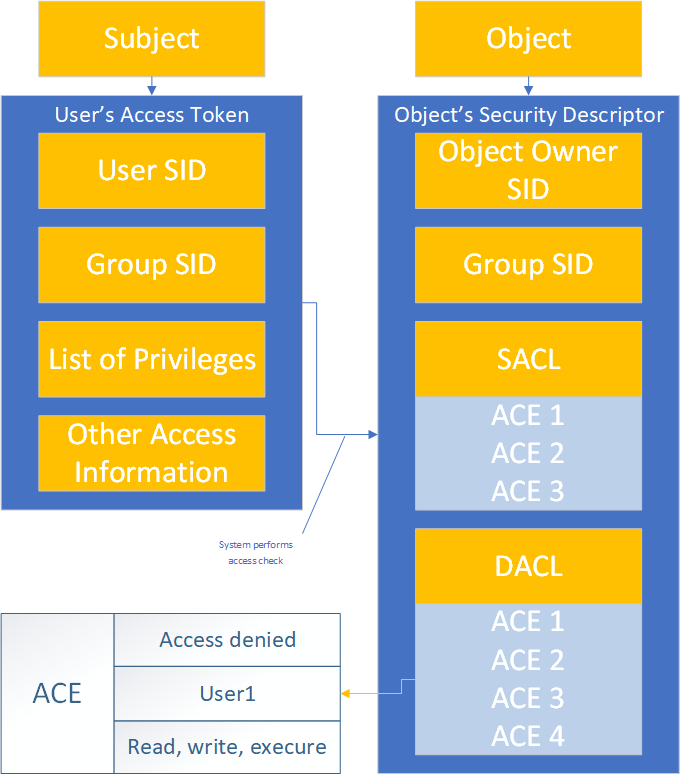 Subject
Object
User's Access Token
User SID
Group SID
List of Privileges
Other Access
Information
Object's Security Descriptor
Object Owner
SID
Group SID
SACL
ACE 1
ACE 2
ACE 3
DACL
ACE 1
ACE 2
ACE 3
ACE 4
System performs
access check
ACE
Access denied
User1
Read, write, execure